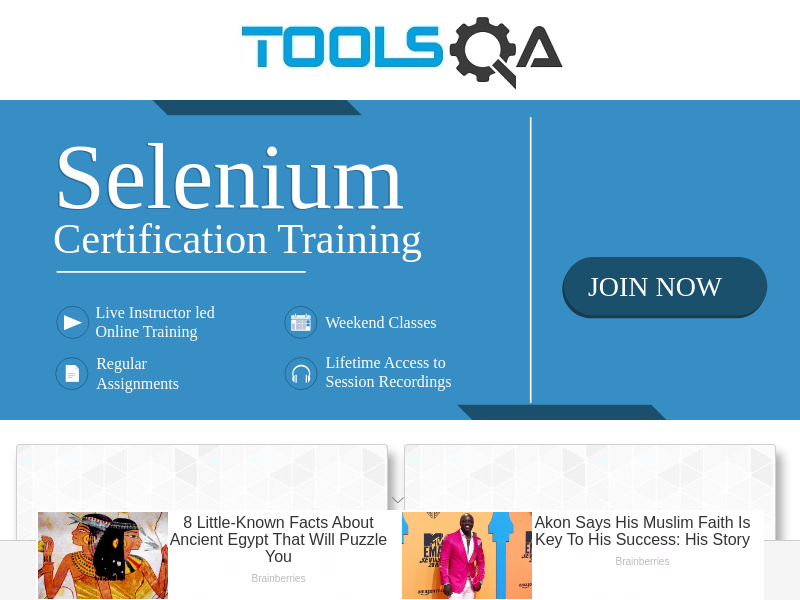 TOOLSQA
Selenium
Certification Training
Live Instructor led
Online Training
Weekend Classes
Regular
Assignments
Lifetime Access to
Session Recordings
JOIN NOW
8 Little-Known Facts About
Ancient Egypt That Will Puzzle
You
Brainberries
Akon Says His Muslim Faith Is
Key To His Success: His Story
Brainberries